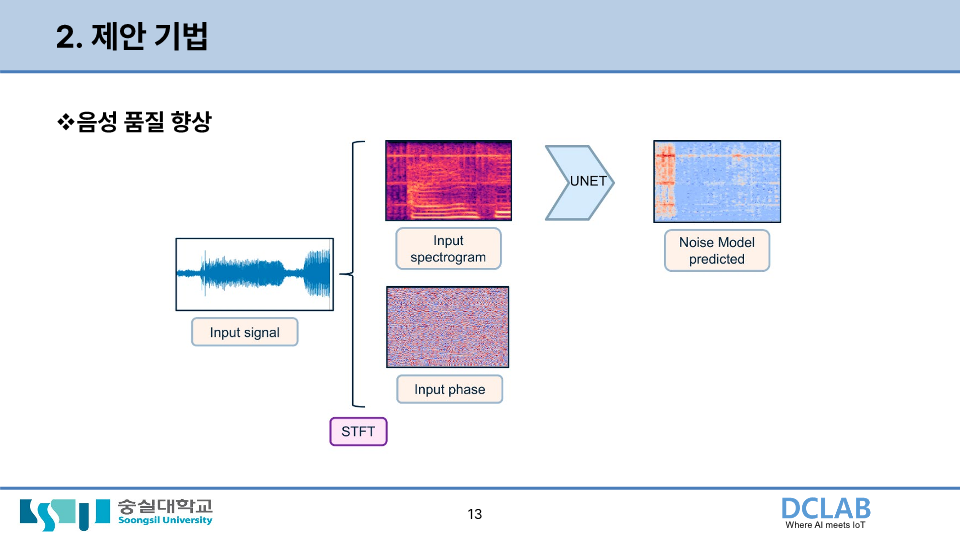 2. 제안 기법
❖음성 품질 향상
UNET
Input
spectrogram
Noise Model
predicted
Input signal
Input phase
STFT
숭실대학교
Soongsil University
13
DCLAB
Where AI meets IoT